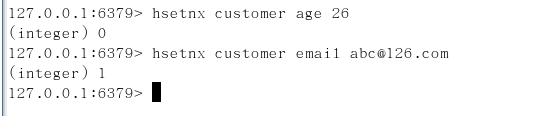 127.0.0.1:6379> hsetnx customer age 26
(integer) 0
127.0.0.1:6379> hsetnx customer email abc@126.com
(integer) 1
127.0.0.1:6379>